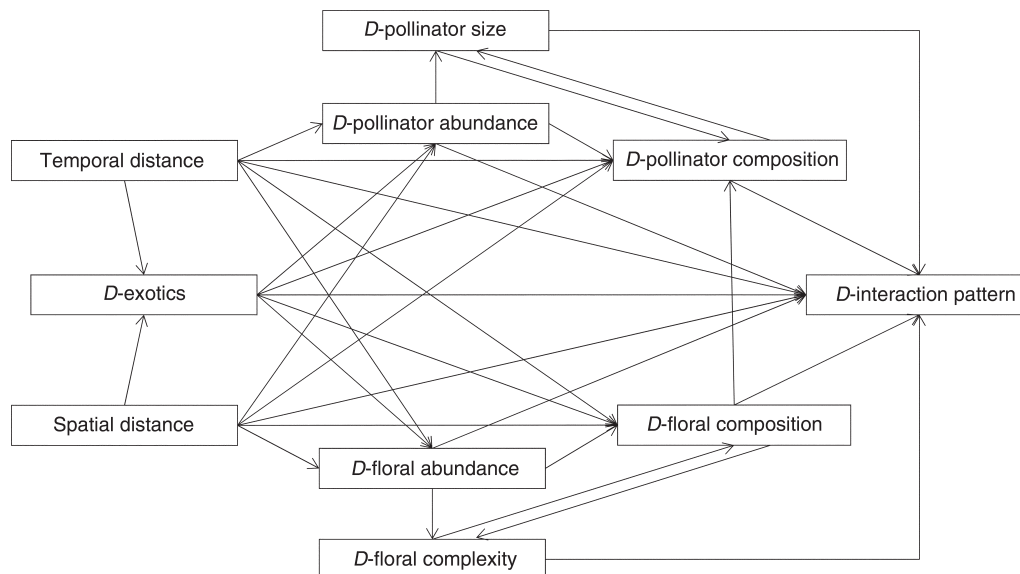 D-pollinator size
D-pollinator abundance
Temporal distance
D-pollinator composition
D-exotics
D-interaction pattern
Spatial distance
D-floral composition
D-floral abundance
D-floral complexity